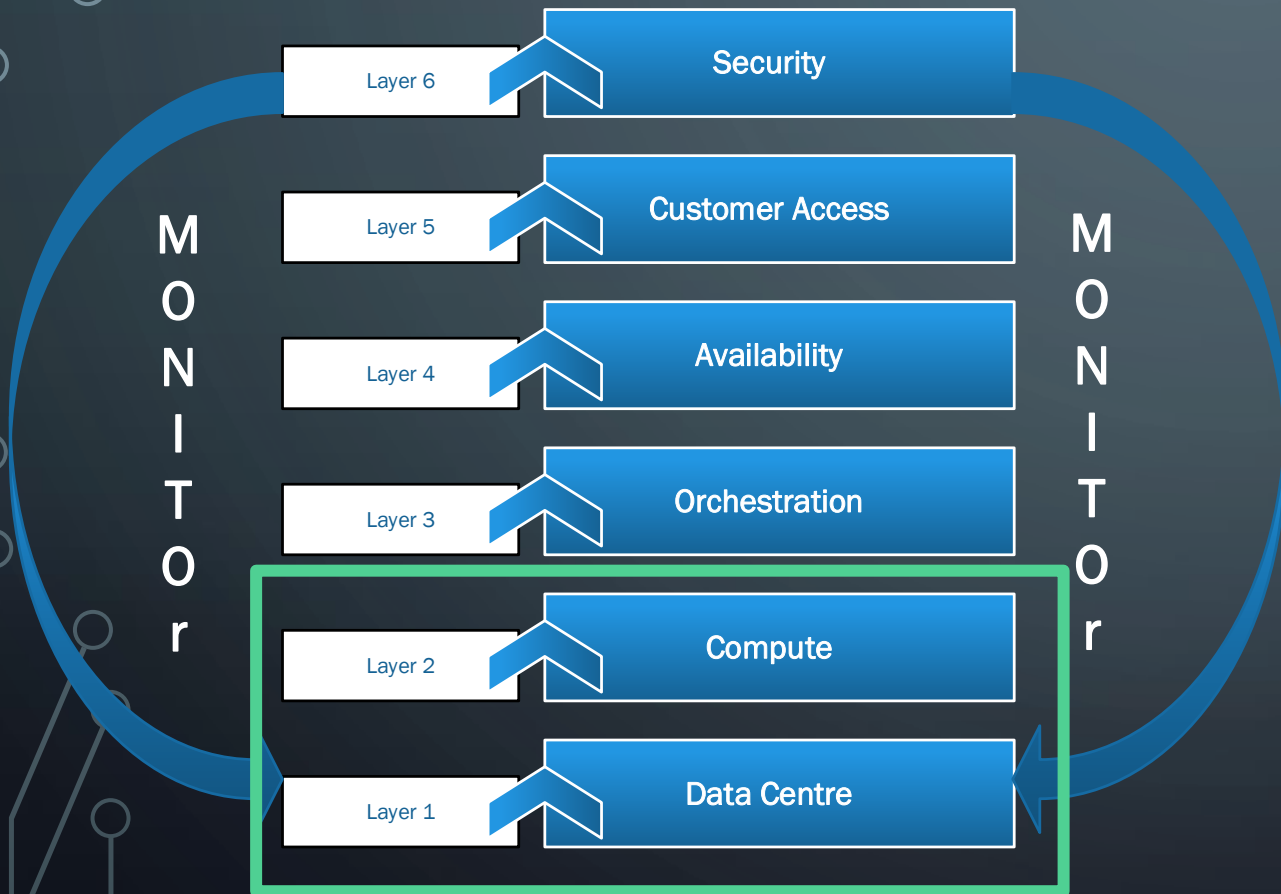 Layer 6
Security
Layer 5
Customer Access
Layer 4
Availability
Layer 3
Orchestration
Layer 2
Compute
Layer 1
Data Centre
M
O
N
I
T
O
r
M
O
N
I
T
O
r